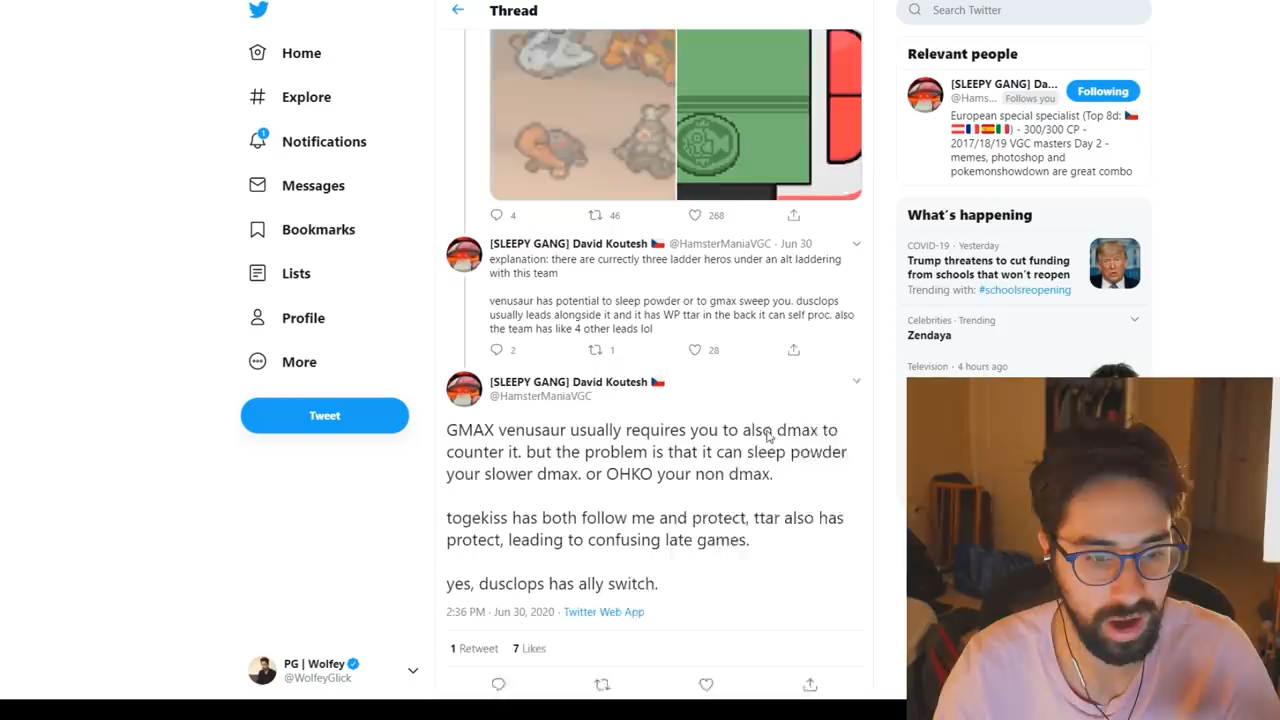 Home
Explore
1
Notifications
Messages
Bookmarks
Lists
Profile
More
Tweet
PG | Wolfey
@WolfeyGlick
Thread
4
46
268
[SLEEPY GANG] David Koutesh 🇨🇿 @HamsterManiaVGC · Jun 30
explanation: there are currectly three ladder heros under an alt laddering
with this team
venusaur has potential to sleep powder or to gmax sweep you. dusclops
usually leads alongside it and it has WP ttar in the back it can self proc. also
the team has like 4 other leads lol
2
1
28
[SLEEPY GANG] David Koutesh 🇨🇿
@HamsterManiaVGC
GMAX venusaur usually requires you to also dmax to
counter it. but the problem is that it can sleep powder
your slower dmax. or OHKO your non dmax.
togekiss has both follow me and protect, ttar also has
protect, leading to confusing late games.
yes, dusclops has ally switch.
2:36 PM · Jun 30, 2020 · Twitter Web App
1 Retweet 7 Likes
Search Twitter
Relevant people
[SLEEPY GANG] Da...
@Hams... Follows you
Following
European special specialist (Top 8d: 🇨🇿
🇦🇹🇫🇷🇪🇸🇮🇹) - 300/300 CP -
2017/18/19 VGC masters Day 2 -
memes, photoshop and
pokemonshowdown are great combo
What's happening
COVID-19 · Yesterday
Trump threatens to cut funding
from schools that won't reopen
Trending with: #schoolsreopening
Celebrities · Trending
Zendaya
Television · 4 hours ago